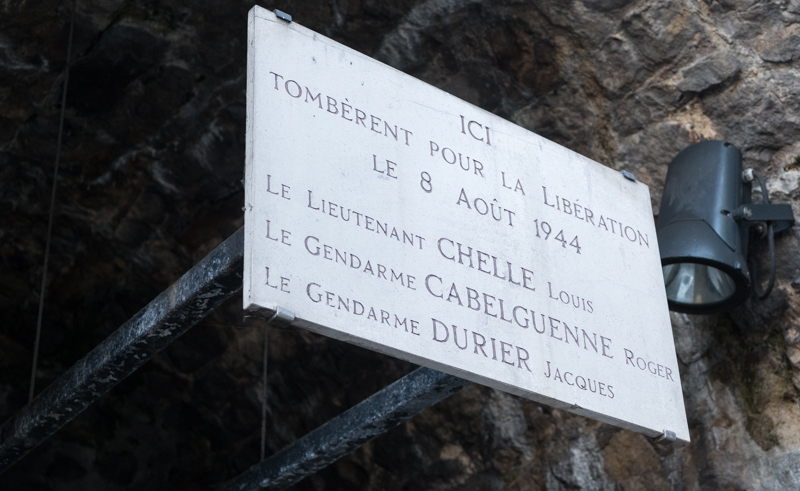 ICI
TOMBÈRENT POUR LA LIBÉRATION
LE 8 AOÛT 1944
LE LIEUTENANT CHELLE LOUIS
LE GENDARME CABELGUENNE ROGER
LE GENDARME DURIER JACQUES